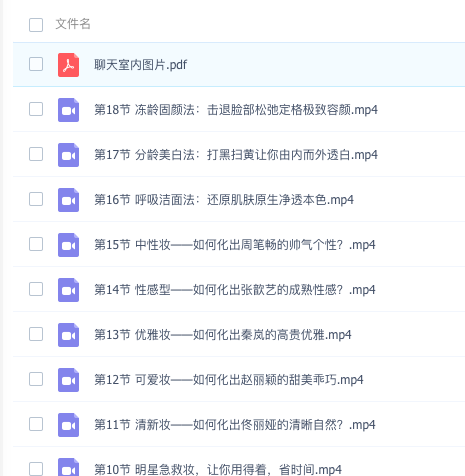 文件名
聊天室内图片.pdf
第18节 冻龄固颜法：击退脸部松弛定格极致容颜.mp4
第17节 分龄美白法：打黑扫黄让你由内而外透白.mp4
第16节 呼吸洁面法：还原肌肤原生净透本色.mp4
第15节 中性妆——如何化出周笔畅的帅气个性？.mp4
第14节 性感型——如何化出张歆艺的成熟性感？.mp4
第13节 优雅妆——如何化出秦岚的高贵优雅.mp4
第12节 可爱妆——如何化出赵丽颖的甜美乖巧.mp4
第11节 清新妆——如何化出佟丽娅的清晰自然？.mp4
第10节 明星急救妆，让你用得着，省时间.mp4